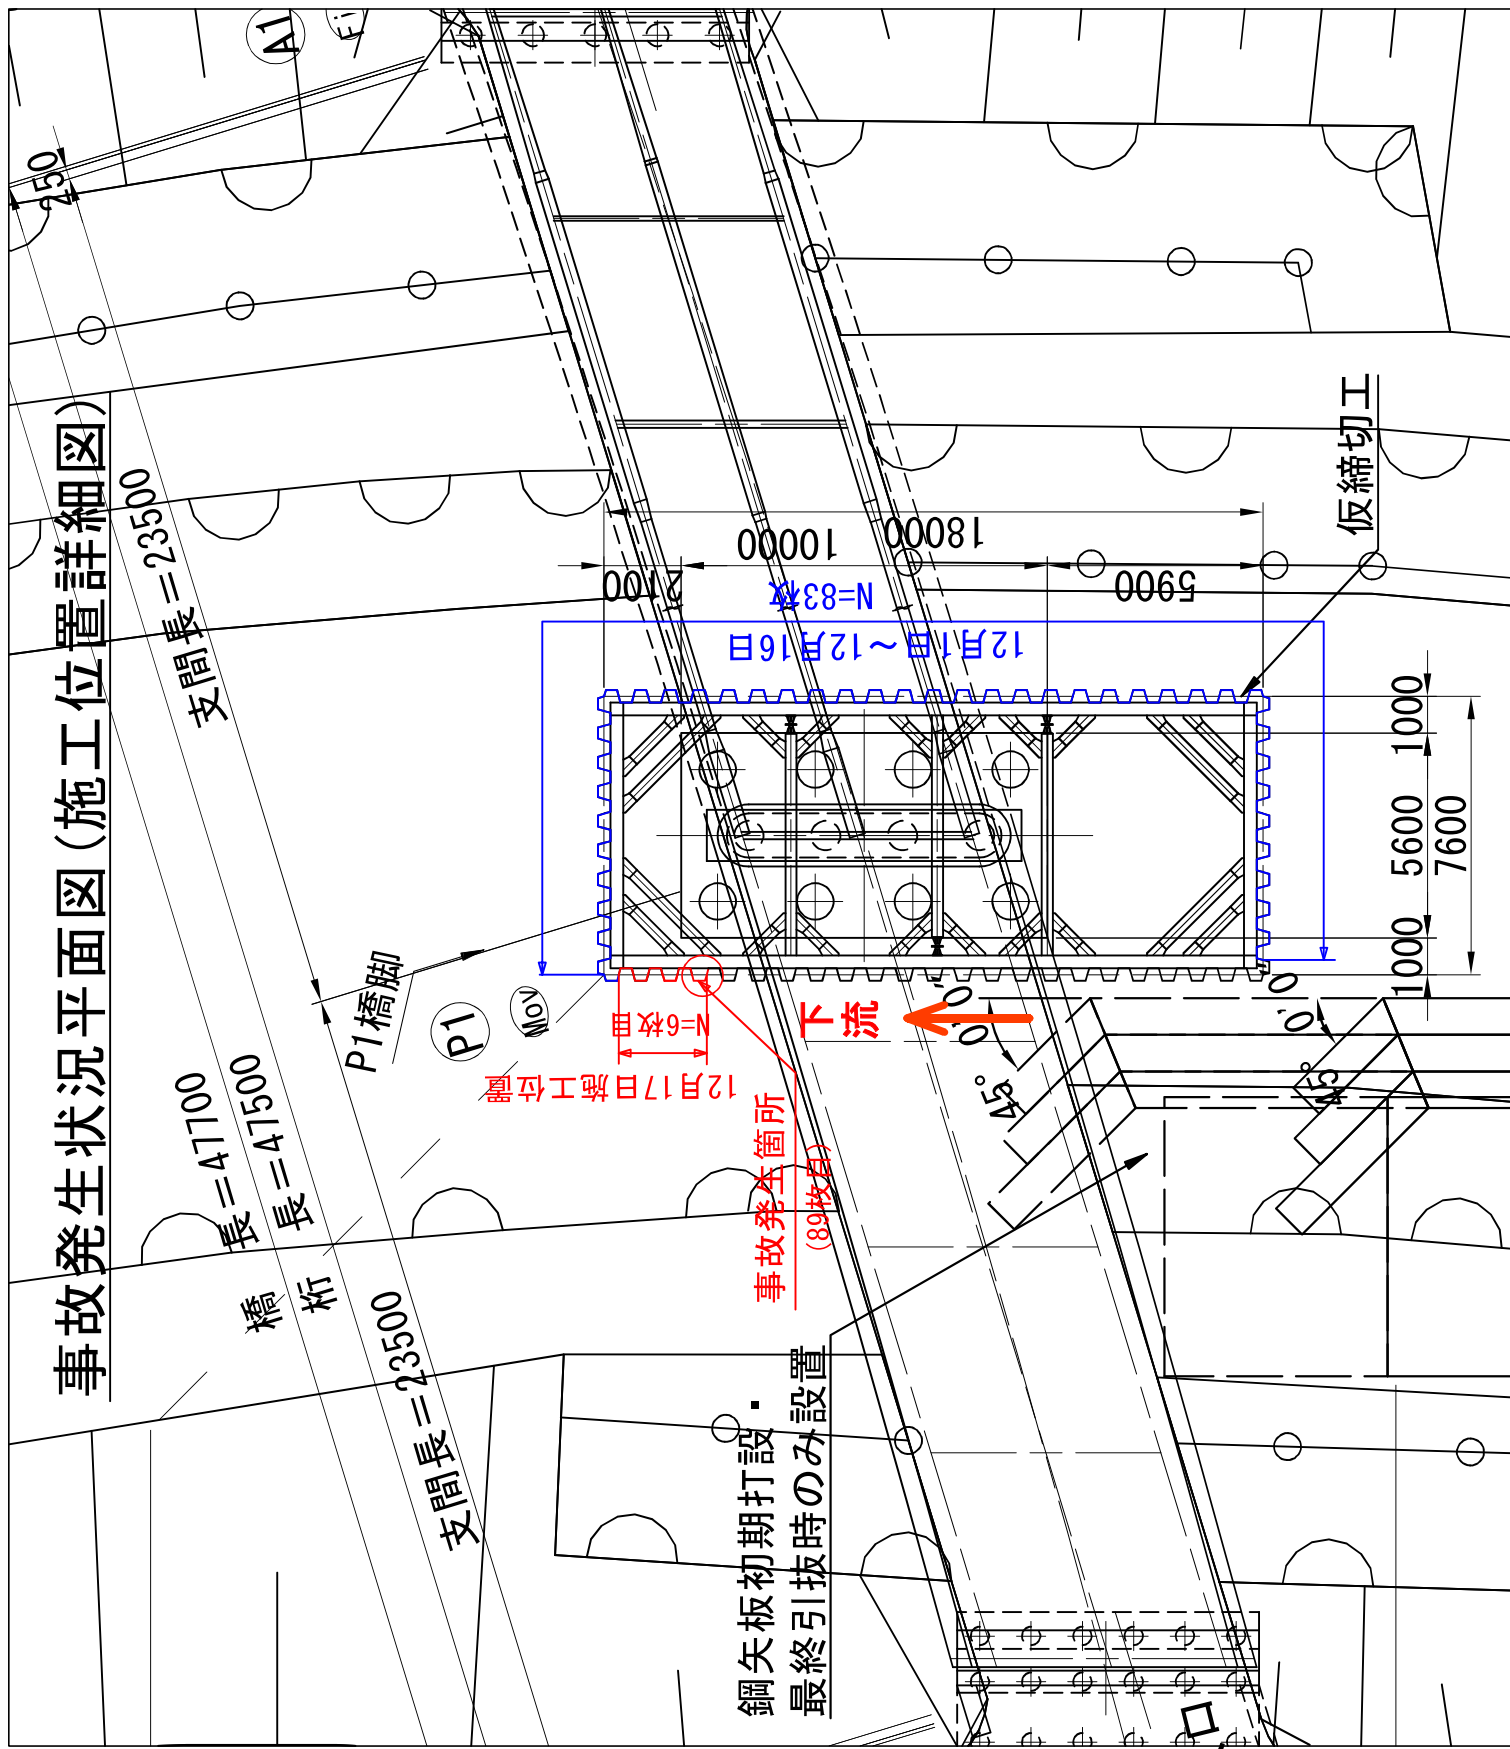 事故発生状況平面図(施工位置詳細図)
A1
250
支間長=23500
橋 長=47700
桁 長=47500
支間長=23500
P1橋脚
P1
Mov
2100
10000
18000
5900
N=83枚
12月1日～12月16日
仮締切工
1000
5600
1000
7600
N=6枚目
12月17日施工位置
事故発生箇所
(89枚目)
下流
45°
45°
鋼矢板初期打設・
最終引抜時のみ設置